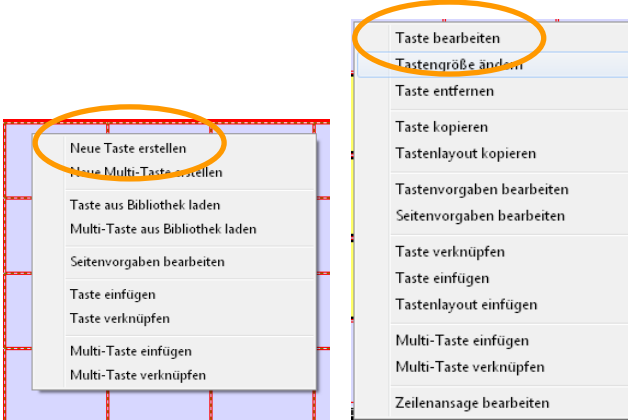 Neue Taste erstellen
Neue Multi-Taste erstellen
Taste aus Bibliothek laden
Multi-Taste aus Bibliothek laden
Seitenvorgaben bearbeiten
Taste einfügen
Taste verknüpfen
Multi-Taste einfügen
Multi-Taste verknüpfen
Taste bearbeiten
Tastengröße ändern
Taste entfernen
Taste kopieren
Tastenlayout kopieren
Tastenvorgaben bearbeiten
Seitenvorgaben bearbeiten
Taste verknüpfen
Taste einfügen
Tastenlayout einfügen
Multi-Taste einfügen
Multi-Taste verknüpfen
Zeilenansage bearbeiten